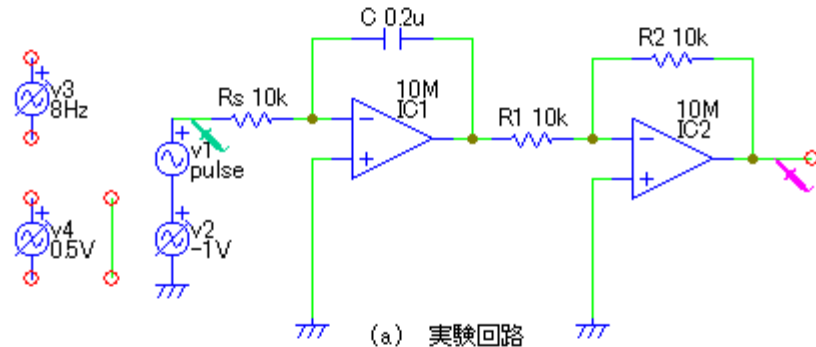 C 0.2u
R2 10k
v3
8Hz
Rs 10k
10M
IC1
R1 10k
10M
IC2
v1
pulse
v4
0.5V
v2
-1V
(a) 実験回路